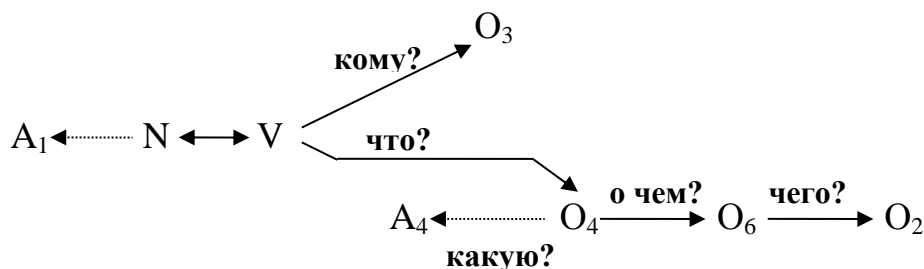 O₃
кому?
A₁ N V
что?
о чем? чего?
A₄ O₄ O₆ O₂
какую?